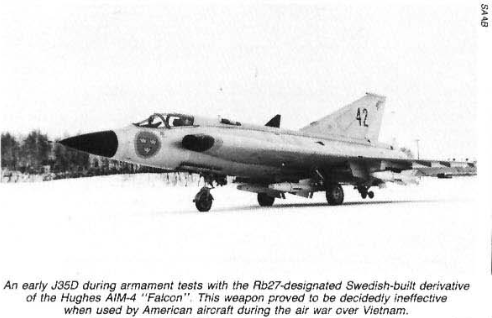 SAAB
42
An early J35D during armament tests with the Rb27-designated Swedish-built derivative
of the Hughes AIM-4 "Falcon". This weapon proved to be decidedly ineffective
when used by American aircraft during the air war over Vietnam.